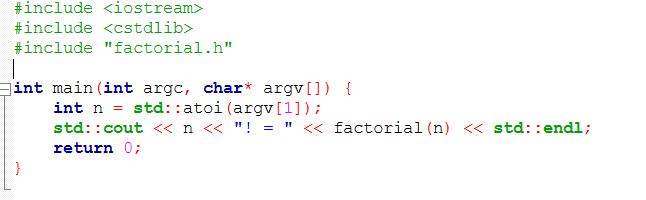 #include <iostream>
#include <cstdlib>
#include "factorial.h"
int main(int argc, char* argv[]) {
    int n = std::atoi(argv[1]);
    std::cout << n << "! = " << factorial(n) << std::endl;
    return 0;
}